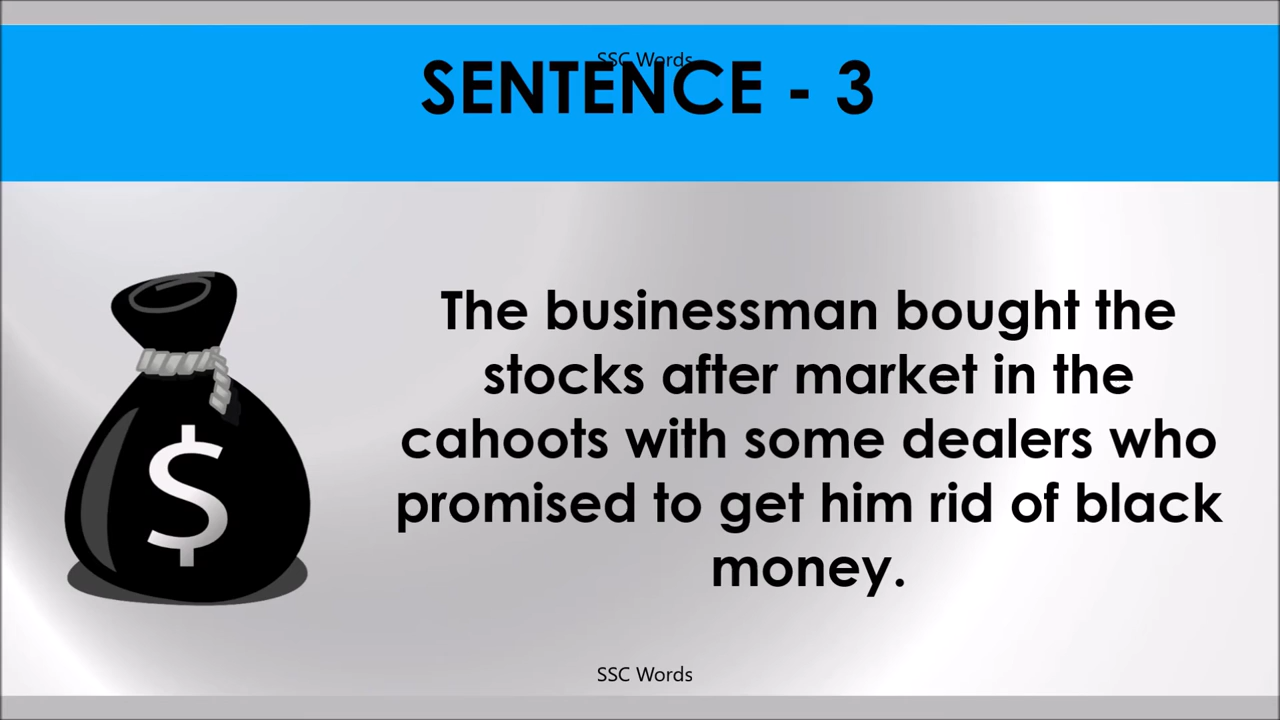 SSC Words
SENTENCE - 3
The businessman bought the
stocks after market in the
cahoots with some dealers who
promised to get him rid of black
money.
$
SSC Words